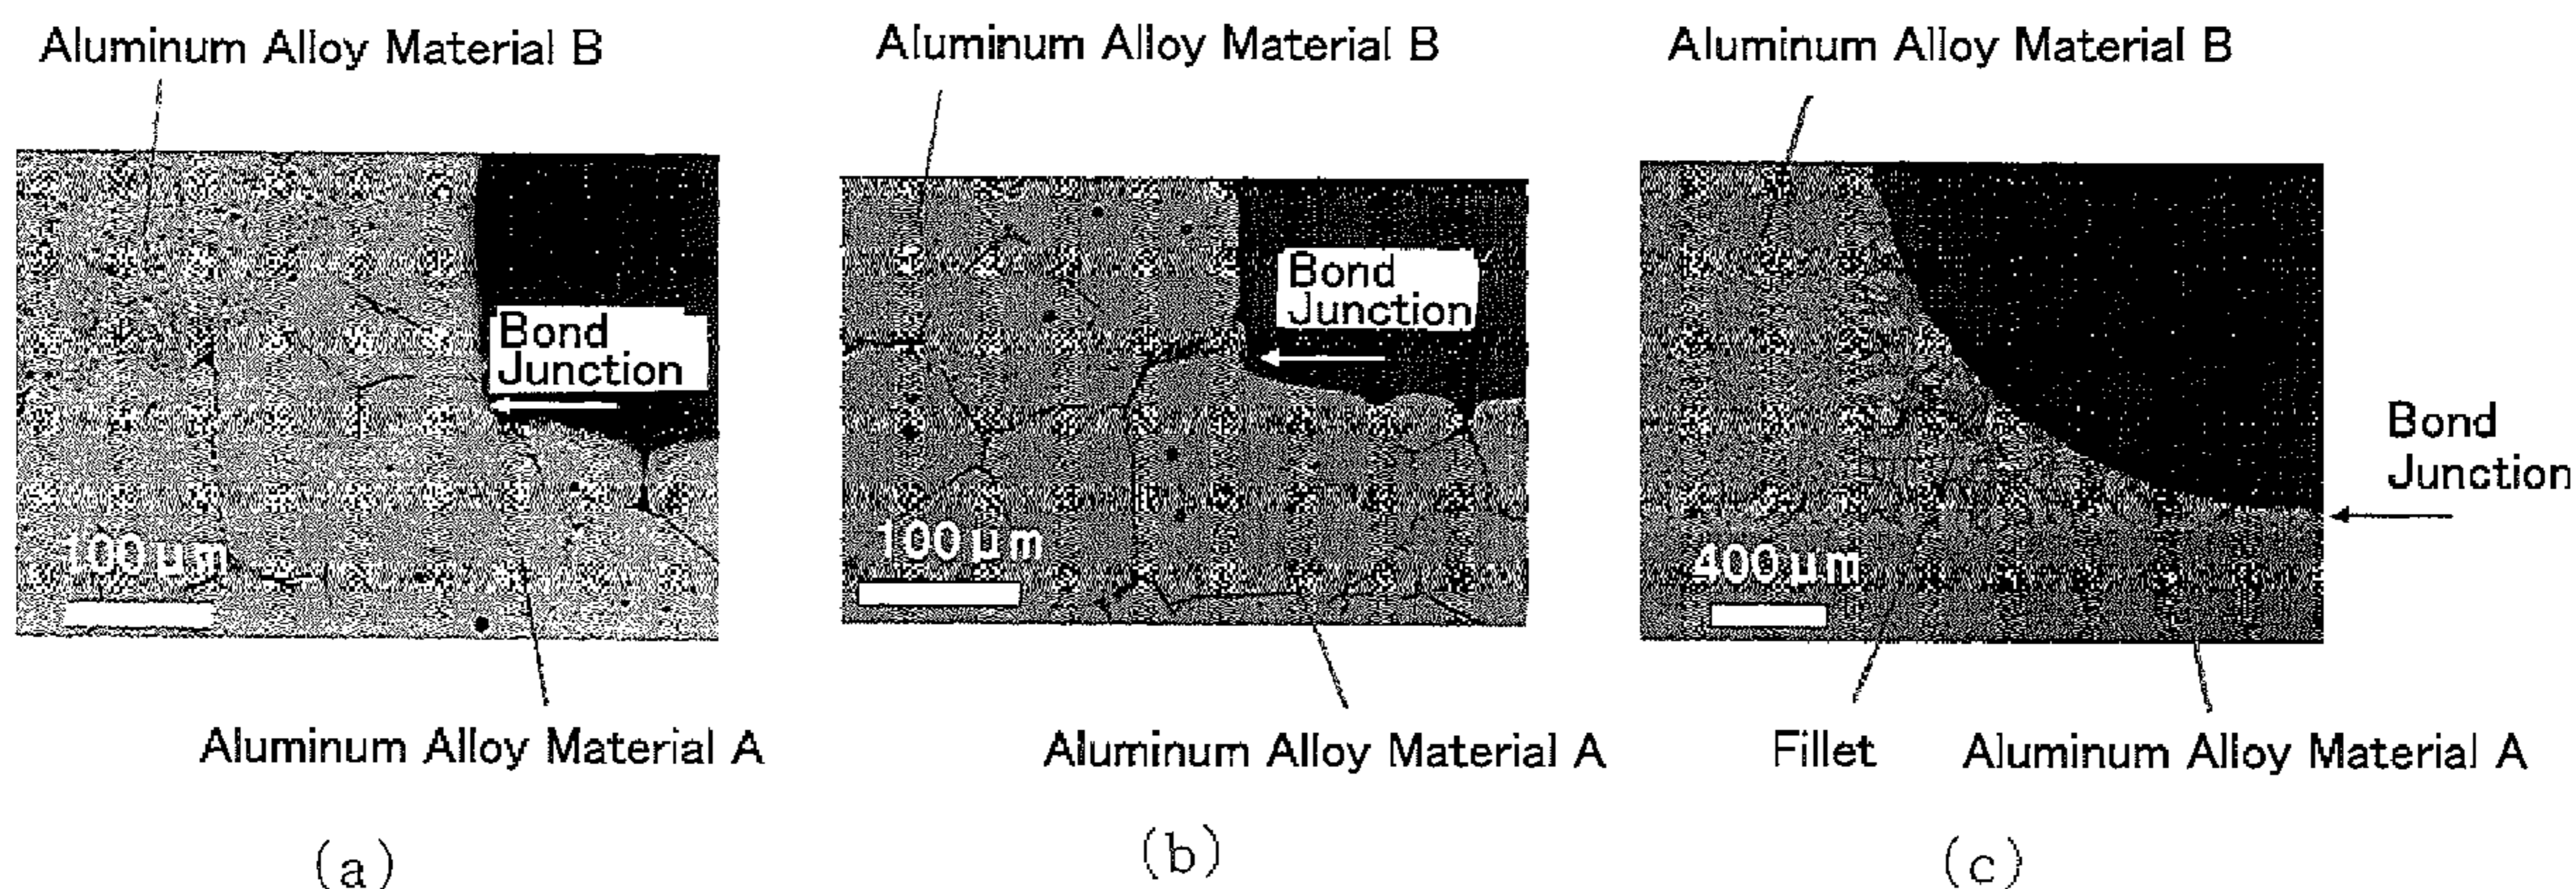 Aluminum Alloy Material B
Aluminum Alloy Material B
Aluminum Alloy Material B
Bond
Junction
100 μm
Bond
Junction
100 μm
Bond
Junction
400 μm
Aluminum Alloy Material A
Aluminum Alloy Material A
Fillet
Aluminum Alloy Material A
(a)
(b)
(c)